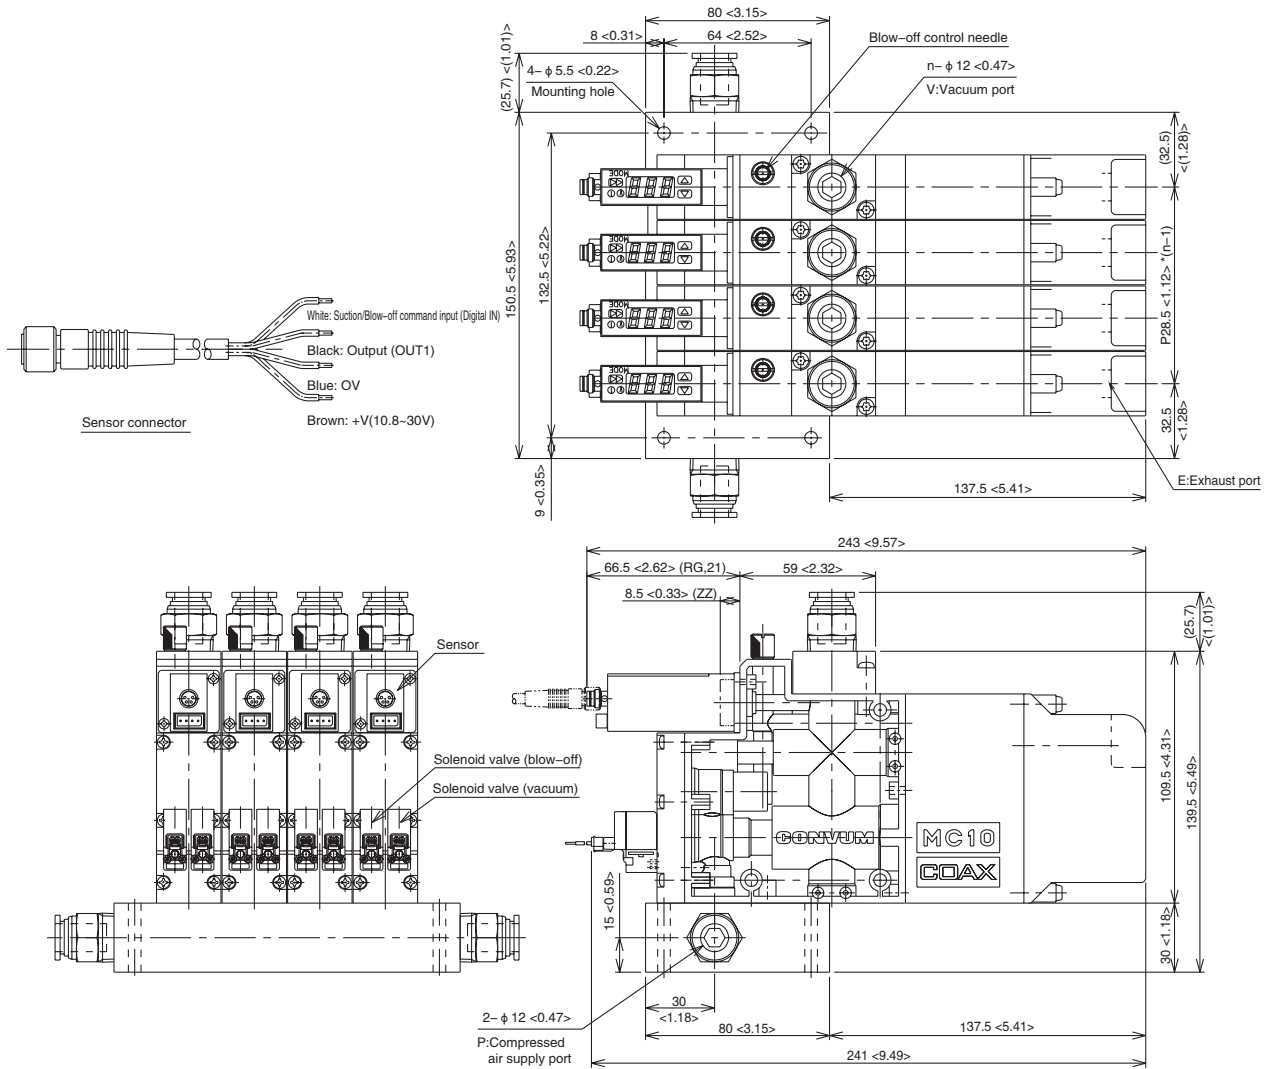 80 <3.15>
8 <0.31>
64 <2.52>
Blow-off control needle
(25.7) <(1.01)>
4- ϕ 5.5 <0.22>
Mounting hole
n- ϕ 12 <0.47>
V:Vacuum port
(32.5)
<(1.28)>
MODE
MODE
MODE
MODE
150.5 <5.93>
132.5 <5.22>
P28.5 <1.12> *(n-1)
32.5
<1.28>
9 <0.35>
137.5 <5.41>
E:Exhaust port
White: Suction/Blow-off command input (Digital IN)
Black: Output (OUT1)
Blue: OV
Brown: +V(10.8~30V)
Sensor connector
243 <9.57>
66.5 <2.62> (RG,21)
59 <2.32>
8.5 <0.33> (ZZ)
(25.7)
<(1.01)>
Sensor
Solenoid valve (blow-off)
Solenoid valve (vacuum)
109.5 <4.31>
139.5 <5.49>
CONVUM
MC10
COAX
15 <0.59>
30 <1.18>
30
<1.18>
2- ϕ 12 <0.47>
P:Compressed
air supply port
80 <3.15>
137.5 <5.41>
241 <9.49>